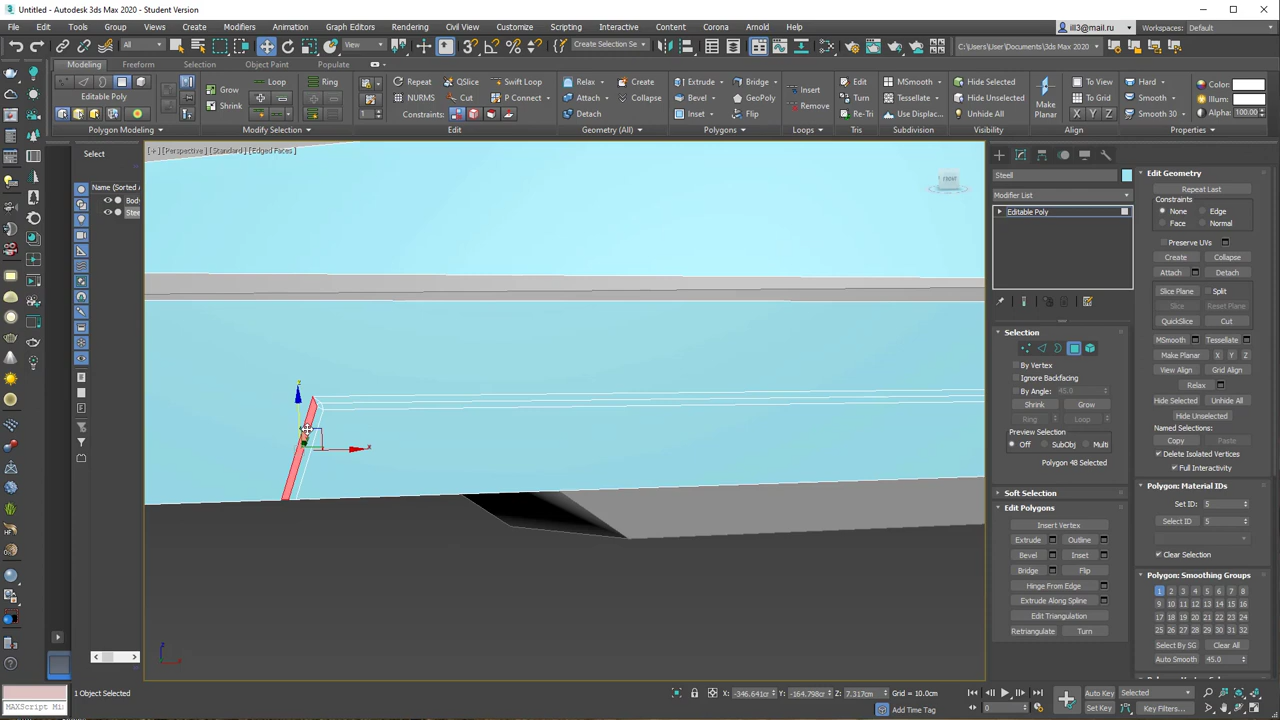 Untitled - Autodesk 3ds Max 2020 - Student Version
File Edit Tools Group Views Create Modifiers Animation Graph Editors Rendering Civil View Customize Scripting Interactive Content Corona Arnold Help
ill3@mail.ru Workspaces: Default
All View Create Selection Se C:\Users\User\Documents\3ds Max 2020
Modeling Freeform Selection Object Paint Populate
Loop Ring Repeat QSlice Swift Loop Relax Create Extrude Bridge Insert Edit MSmooth Hide Selected To View Hard Color:
Editable Poly Grow NURMS Cut P Connect Attach Collapse Bevel GeoPoly Remove Turn Tessellate Hide Unselected Make Planar To Grid Smooth Illum:
Shrink 1 Constraints: Detach Inset Flip Re-Tri Use Displac... Unhide All X Y Z Smooth 30 Alpha: 100.00
Polygon Modeling Modify Selection Edit Geometry (All) Polygons Loops Tris Subdivision Visibility Align Properties
Select
Name (Sorted A
Bod
Stee
[+] [Perspective] [Standard] [Edged Faces]
FRONT
z
x
z
x
Steell
Modifier List
Editable Poly
Selection
By Vertex
Ignore Backfacing
By Angle: 45.0
Shrink Grow
Ring Loop
Preview Selection
Off SubObj Multi
Polygon 48 Selected
Soft Selection
Edit Polygons
Insert Vertex
Extrude Outline
Bevel Inset
Bridge Flip
Hinge From Edge
Extrude Along Spline
Edit Triangulation
Retriangulate Turn
Edit Geometry
Repeat Last
Constraints
None Edge
Face Normal
Preserve UVs
Create Collapse
Attach Detach
Slice Plane Split
Slice Reset Plane
QuickSlice Cut
MSmooth Tessellate
Make Planar X Y Z
View Align Grid Align
Relax
Hide Selected Unhide All
Hide Unselected
Named Selections:
Copy Paste
Delete Isolated Vertices
Full Interactivity
Polygon: Material IDs
Set ID: 5
Select ID 5
Clear Selection
Polygon: Smoothing Groups
1 2 3 4 5 6 7 8
9 10 11 12 13 14 15 16
17 18 19 20 21 22 23 24
25 26 27 28 29 30 31 32
Select By SG Clear All
Auto Smooth 45.0
1 Object Selected X: -346.641cr Y: -164.798cr Z: 7.317cm Grid = 10.0cm Auto Key Selected
MAXScript Mi Add Time Tag 0 Set Key Key Filters...